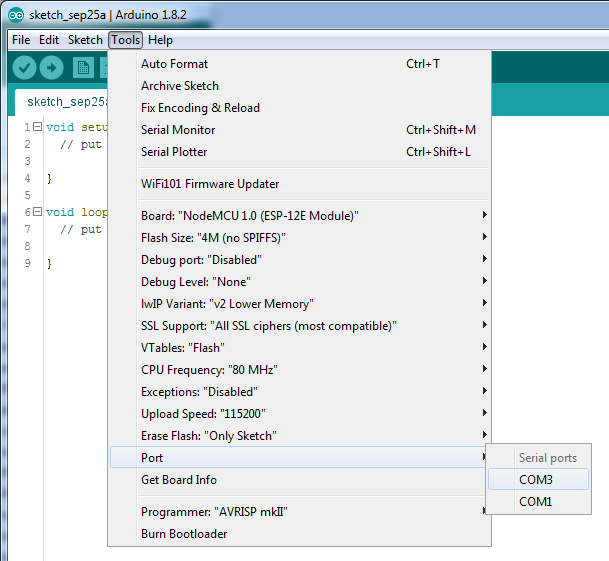 sketch_sep25a | Arduino 1.8.2
File Edit Sketch Tools Help
Auto Format Ctrl+T
Archive Sketch
sketch_sep25a
Fix Encoding & Reload
1 void setu
Serial Monitor Ctrl+Shift+M
2 // put
Serial Plotter Ctrl+Shift+L
3
4 }
WiFi101 Firmware Updater
5
6 void loop
Board: "NodeMCU 1.0 (ESP-12E Module)"
7 // put
Flash Size: "4M (no SPIFFS)"
8
Debug port: "Disabled"
9 }
Debug Level: "None"
lwIP Variant: "v2 Lower Memory"
SSL Support: "All SSL ciphers (most compatible)"
VTables: "Flash"
CPU Frequency: "80 MHz"
Exceptions: "Disabled"
Upload Speed: "115200"
Erase Flash: "Only Sketch"
Port
Serial ports
Get Board Info
COM3
COM1
Programmer: "AVRISP mkII"
Burn Bootloader